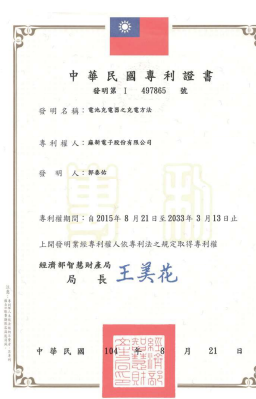 中華民國專利證書
發明第 I 497865 號
發明名稱：電池充電器之充電方法
專利權人：羅新電子股份有限公司
發明人：郭泰佑
專利權期間：自2015年 8月21日至2033年 3月13日止
上開發明業經專利權人依專利法之規定取得專利權
經濟部智慧財產局
局長 王美花
中華民國 104 年 8 月 21 日